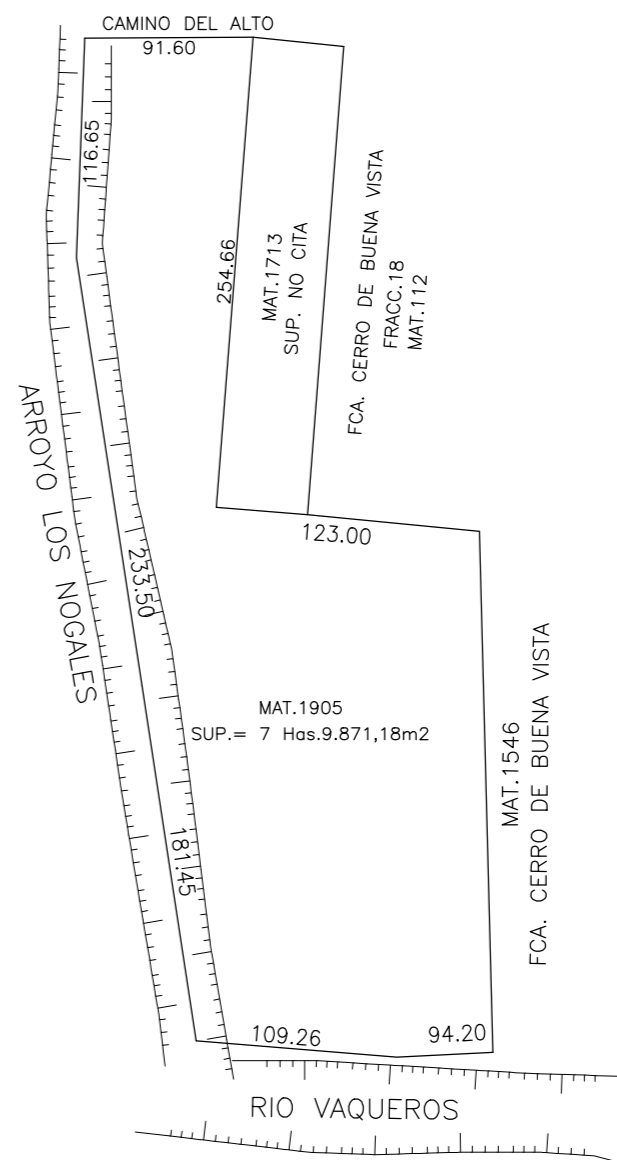 CAMINO DEL ALTO
91.60
116.65
254.66
MAT.1713
SUP. NO CITA
FCA. CERRO DE BUENA VISTA
FRACC.18
MAT.112
ARROYO LOS NOGALES
123.00
233.50
MAT.1905
SUP.= 7 Has.9.871,18m2
MAT.1546
FCA. CERRO DE BUENA VISTA
181.45
109.26
94.20
RIO VAQUEROS